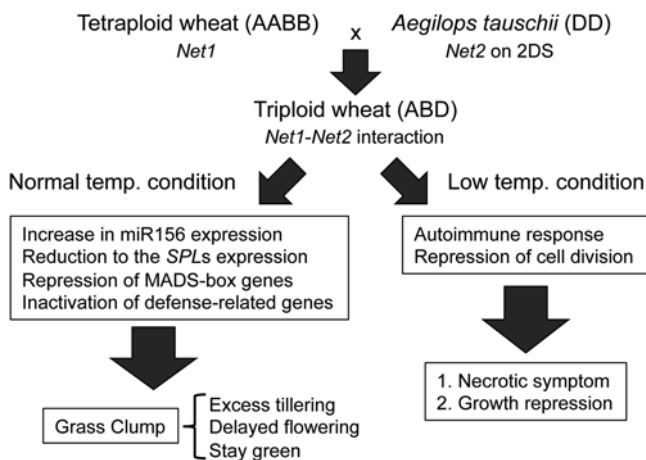 Tetraploid wheat (AABB) x Aegilops tauschii (DD)
Net1 Net2 on 2DS
Triploid wheat (ABD)
Net1-Net2 interaction
Normal temp. condition Low temp. condition
Increase in miR156 expression
Reduction to the SPLs expression
Repression of MADS-box genes
Inactivation of defense-related genes
Autoimmune response
Repression of cell division
Grass Clump
Excess tillering
Delayed flowering
Stay green
1. Necrotic symptom
2. Growth repression